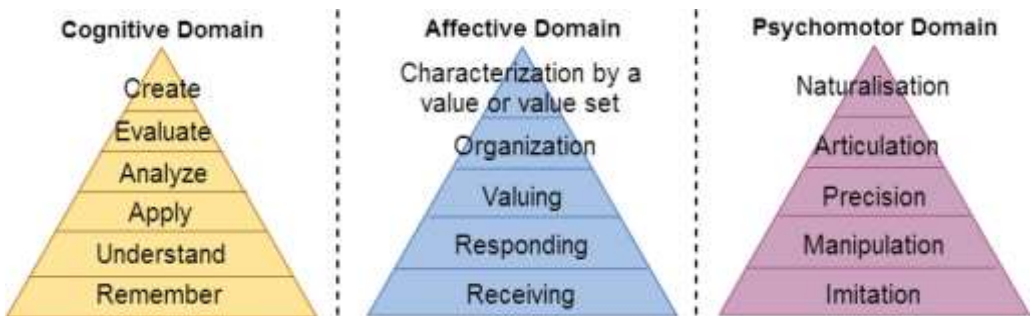 Cognitive Domain
Create
Evaluate
Analyze
Apply
Understand
Remember
Affective Domain
Characterization by a
value or value set
Organization
Valuing
Responding
Receiving
Psychomotor Domain
Naturalisation
Articulation
Precision
Manipulation
Imitation